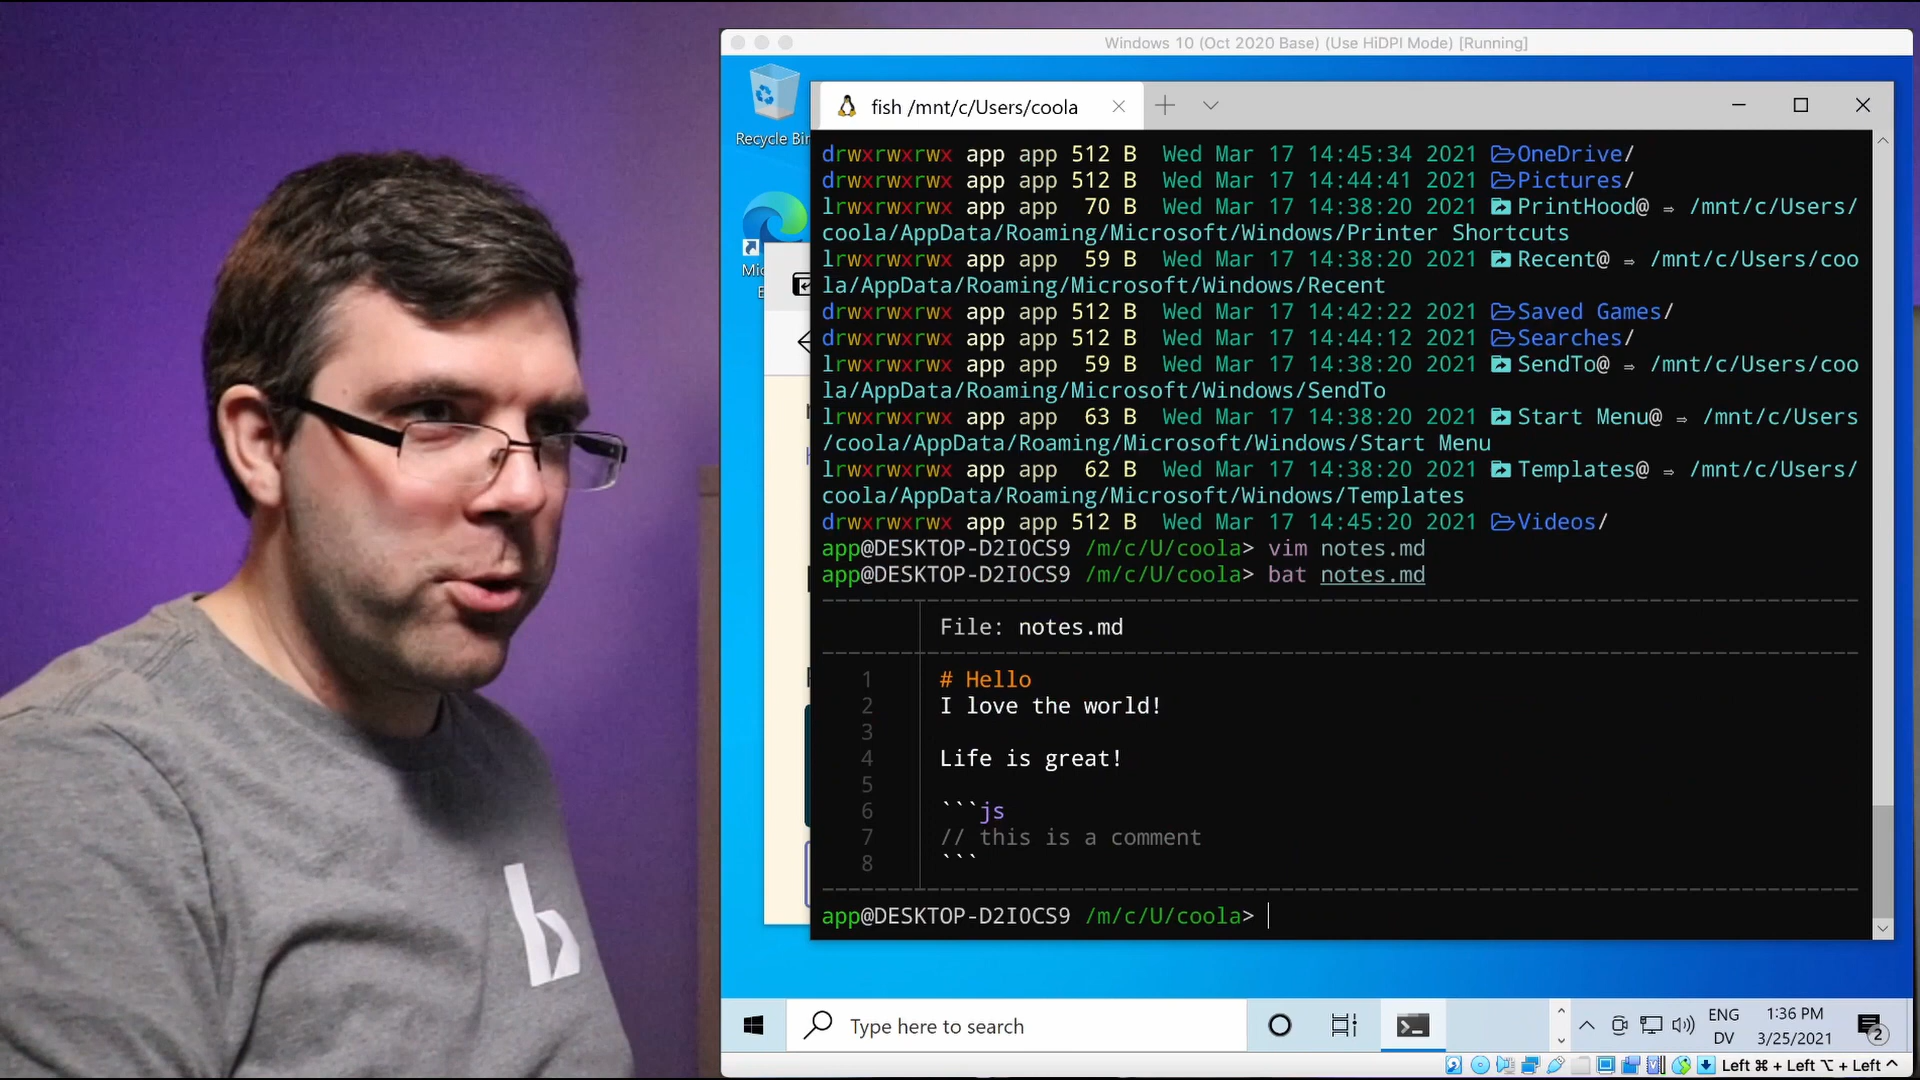 Windows 10 (Oct 2020 Base) (Use HiDPI Mode) [Running]
Recycle Bin
fish /mnt/c/Users/coola
drwxrwxrwx app app 512 B Wed Mar 17 14:45:34 2021 OneDrive/
drwxrwxrwx app app 512 B Wed Mar 17 14:44:41 2021 Pictures/
lrwxrwxrwx app app 70 B Wed Mar 17 14:38:20 2021 PrintHood@ ⇒ /mnt/c/Users/
coola/AppData/Roaming/Microsoft/Windows/Printer Shortcuts
lrwxrwxrwx app app 59 B Wed Mar 17 14:38:20 2021 Recent@ ⇒ /mnt/c/Users/coo
la/AppData/Roaming/Microsoft/Windows/Recent
drwxrwxrwx app app 512 B Wed Mar 17 14:42:22 2021 Saved Games/
drwxrwxrwx app app 512 B Wed Mar 17 14:44:12 2021 Searches/
lrwxrwxrwx app app 59 B Wed Mar 17 14:38:20 2021 SendTo@ ⇒ /mnt/c/Users/coo
la/AppData/Roaming/Microsoft/Windows/SendTo
lrwxrwxrwx app app 63 B Wed Mar 17 14:38:20 2021 Start Menu@ ⇒ /mnt/c/Users
/coola/AppData/Roaming/Microsoft/Windows/Start Menu
lrwxrwxrwx app app 62 B Wed Mar 17 14:38:20 2021 Templates@ ⇒ /mnt/c/Users/
coola/AppData/Roaming/Microsoft/Windows/Templates
drwxrwxrwx app app 512 B Wed Mar 17 14:45:20 2021 Videos/
app@DESKTOP-D2I0CS9 /m/c/U/coola> vim notes.md
app@DESKTOP-D2I0CS9 /m/c/U/coola> bat notes.md
File: notes.md
1 # Hello
2 I love the world!
3
4 Life is great!
5
6 ```js
7 // this is a comment
8 ```
app@DESKTOP-D2I0CS9 /m/c/U/coola>
Type here to search
ENG
DV
1:36 PM
3/25/2021
2
Left ⌘ + Left ⌥ + Left ^
b